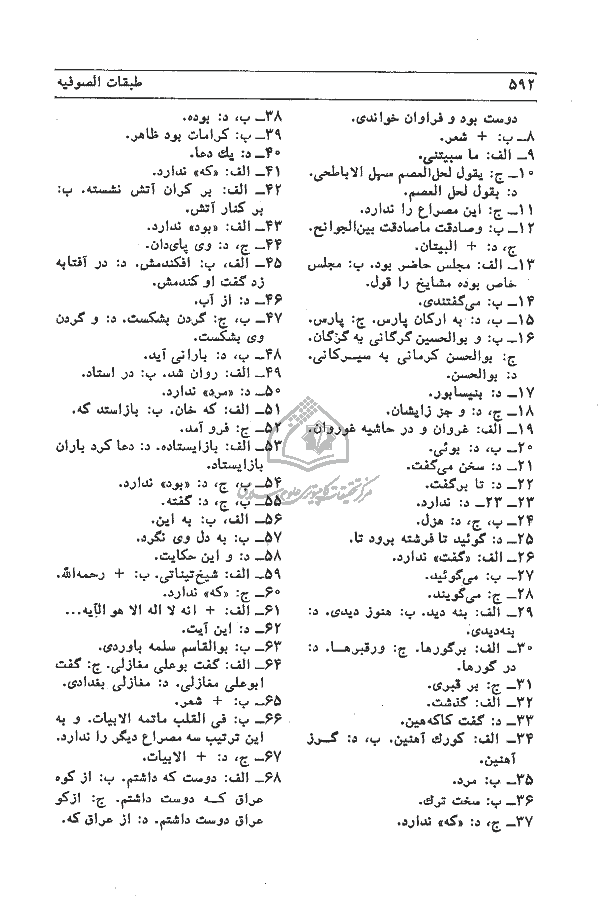 ۵۹۲
طبقات الصوفیه
دوست بود و فراوان خواندی.
۸ـ ب: + شعر.
۹ـ الف: ما سبیتنی.
۱۰ـ ج: یقول لحل‌العصم سهل الاباطحی.
د: بقول لحل العصم.
۱۱ـ ج: این مصراع را ندارد.
۱۲ـ ب: وصادقت ماصادقت بین‌الجوانح.
ج، د: + البیتان.
۱۳ـ الف: مجلس حاضر بود. ب: مجلس
خاص بوده مشایخ را قول.
۱۴ـ ب: می‌گفتندی.
۱۵ـ ب، د: به ارکان پارس. ج: پارس.
۱۶ـ ب: و بوالحسین گرگانی به گزگان.
ج: بوالحسن کرمانی به سیرکانی.
د: بوالحسن.
۱۷ـ د: بنیسابور.
۱۸ـ ج، د: و جز زایشان.
۱۹ـ الف: غروان و در حاشیه غوروان.
۲۰ـ ب، د: بوئی.
۲۱ـ د: سخن می‌گفت.
۲۲ـ د: تا برگفت.
۲۳ـ ۲۳ـ د: ندارد.
۲۴ـ ب، ج، د: هزل.
۲۵ـ د: گوئید تا فرشته برود تا.
۲۶ـ الف: «گفت» ندارد.
۲۷ـ ب: می‌گوئید.
۲۸ـ ج: می‌گویند.
۲۹ـ الف: بنه دید. ب: هنوز دیدی. د:
بنه‌دیدی.
۳۰ـ الف: برگورها. ج: ورقبرها. د:
در گورها.
۳۱ـ ج: بر قبری.
۳۲ـ الف: گذشت.
۳۳ـ د: گفت کاکه‌هین.
۳۴ـ الف: کورك آهنین. ب، د: گرز
آهنین.
۳۵ـ ب: مرد.
۳۶ـ ب: سخت ترك.
۳۷ـ ج، د: «که» ندارد.
۳۸ـ ب، د: بوده.
۳۹ـ ب: کرامات بود ظاهر.
۴۰ـ د: یك دعا.
۴۱ـ الف: «که» ندارد.
۴۲ـ الف: بر کران آتش نشسته. ب:
بر کنار آتش.
۴۳ـ الف: «بود» ندارد.
۴۴ـ ج، د: وی پای‌دان.
۴۵ـ الف، ب: افکندمش. د: در آفتابه
زد گفت او کندمش.
۴۶ـ د: از آب.
۴۷ـ ب، ج: گردن بشکست. د: و گردن
وی بشکست.
۴۸ـ ب، د: بارانی آید.
۴۹ـ الف: روان شد. ب: در استاد.
۵۰ـ د: «مرد» ندارد.
۵۱ـ الف: که خان. ب: بازاستد که.
۵۲ـ ج: فرو آمد.
۵۳ـ الف: بازایستاده. د: دعا کرد باران
بازایستاد.
۵۴ـ ب، ج، د: «بود» ندارد.
۵۵ـ ب، ج، د: گفته.
۵۶ـ الف، ب: به این.
۵۷ـ ب: به دل وی نگرد.
۵۸ـ د: و این حکایت.
۵۹ـ الف: شیخ‌تیناتی. ب: + رحمه‌الله.
۶۰ـ ج: «که» ندارد.
۶۱ـ الف: + انه لا اله الا هو الآیه...
۶۲ـ د: این آیت.
۶۳ـ ب: بوالقاسم سلمه باوردی.
۶۴ـ الف: گفت بوعلی مغازلی. ج: گفت
ابوعلی مغازلی. د: مغازلی بغدادی.
۶۵ـ ب: + شعر.
۶۶ـ ب: فی القلب ماتمه الابیات. و به
این ترتیب سه مصراع دیگر را ندارد.
۶۷ـ ج، د: + الابیات.
۶۸ـ الف: دوست که داشتم. ب: از کوه
عراق کـه دوست داشتم. ج: ازکو
عراق دوست داشتم. د: از عراق که.